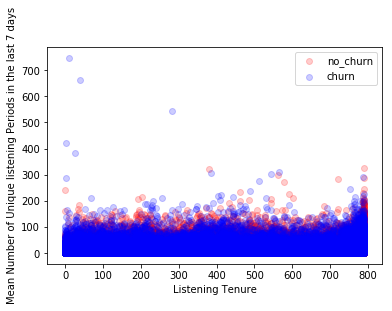 Mean Number of Unique listening Periods in the last 7 days
no_churn
churn
700
600
500
400
300
200
100
0
0 100 200 300 400 500 600 700 800
Listening Tenure